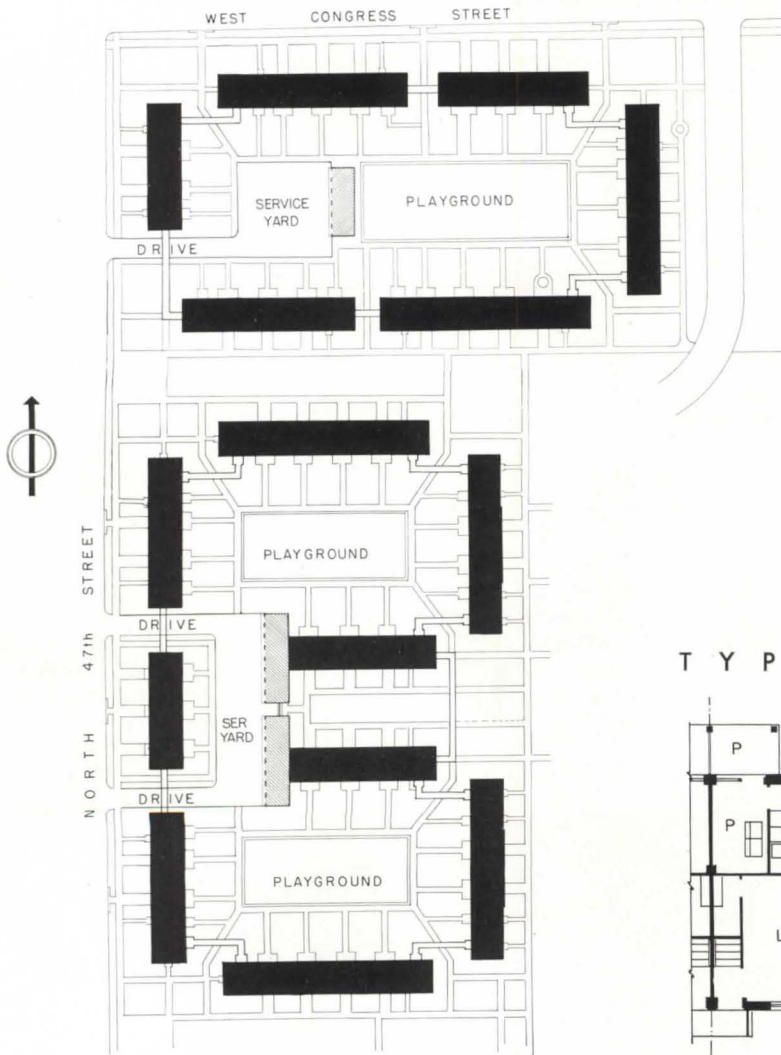 WEST CONGRESS STREET
SERVICE
YARD
PLAYGROUND
DRIVE
PLAYGROUND
NORTH 47th STREET
DRIVE
SER
YARD
DRIVE
PLAYGROUND
T Y P
P
P
L